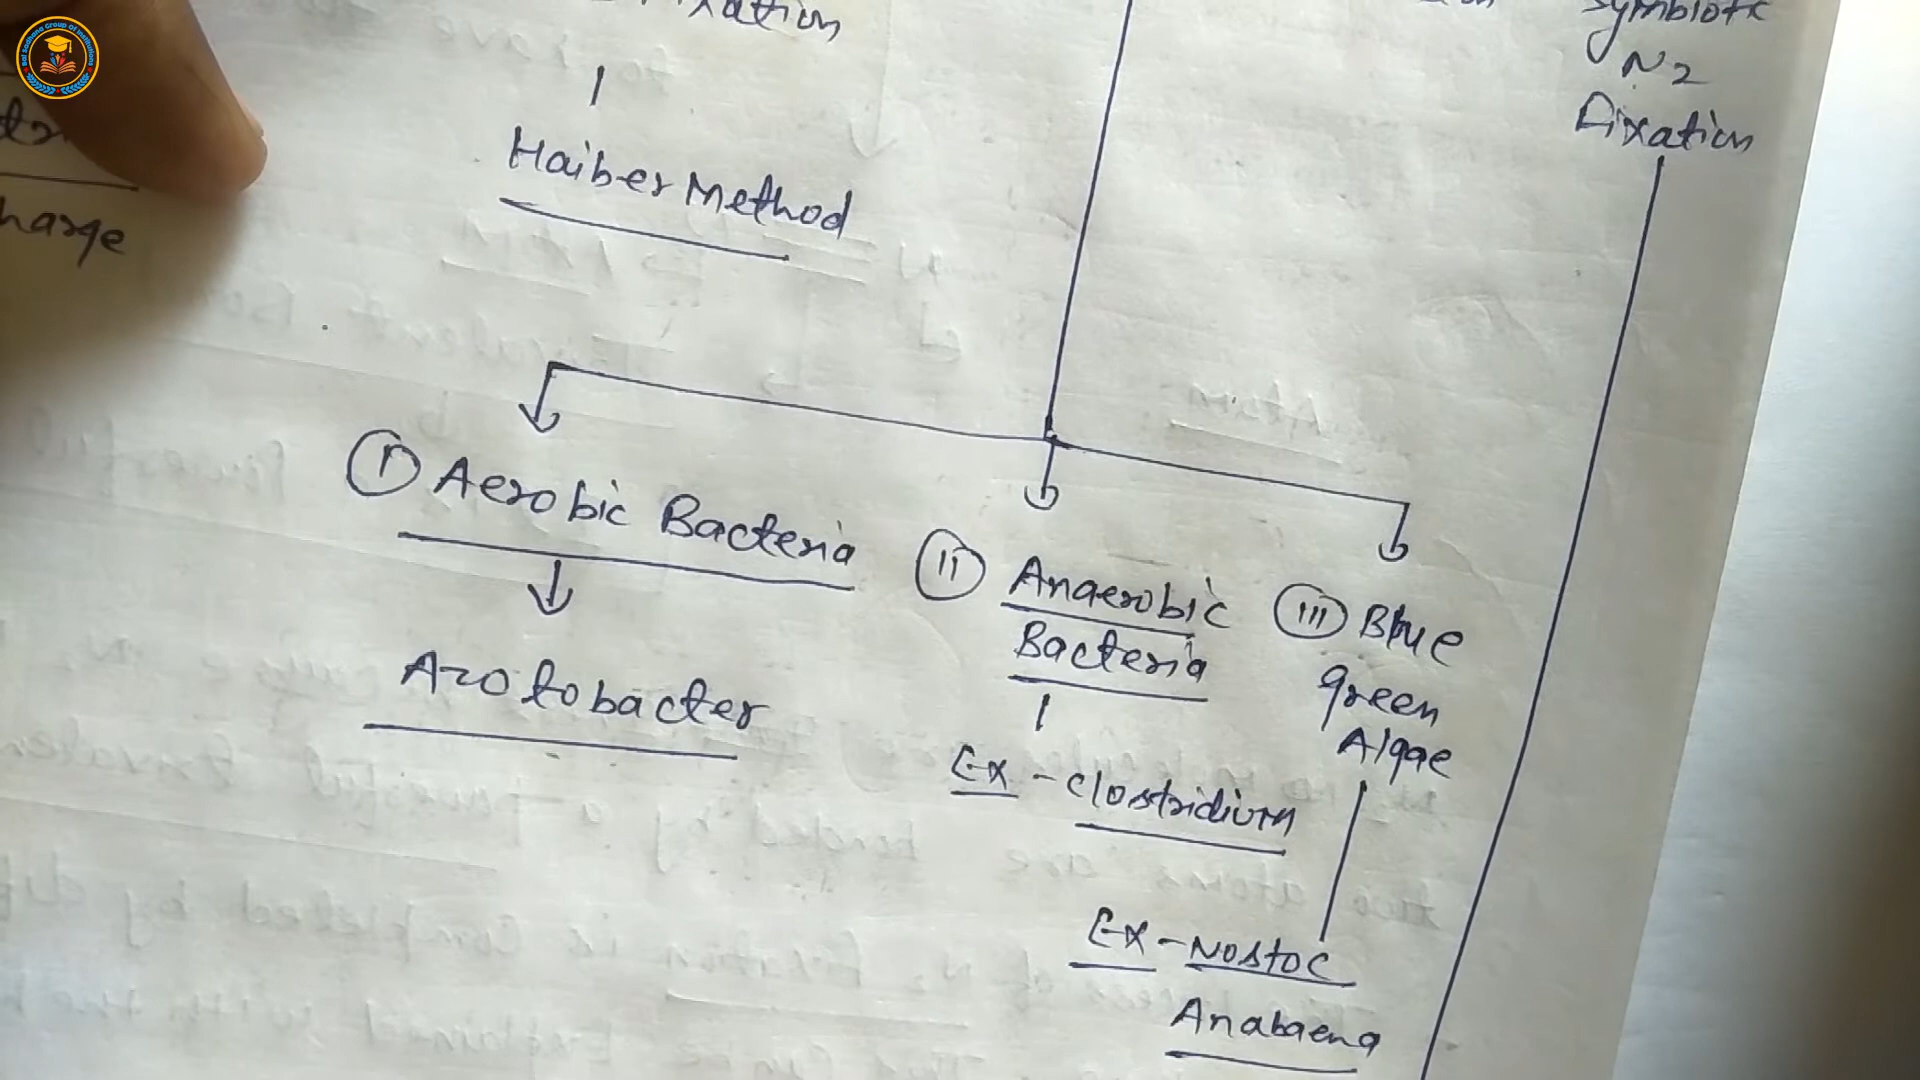 Fixation
Haiber Method
symbiotic
N2
Fixation
harge
I Aerobic Bacteria
Azotobacter
II Anaerobic
Bacteria
Ex - Clostridium
III Blue
green
Algae
Ex - Nostoc
Anabaena